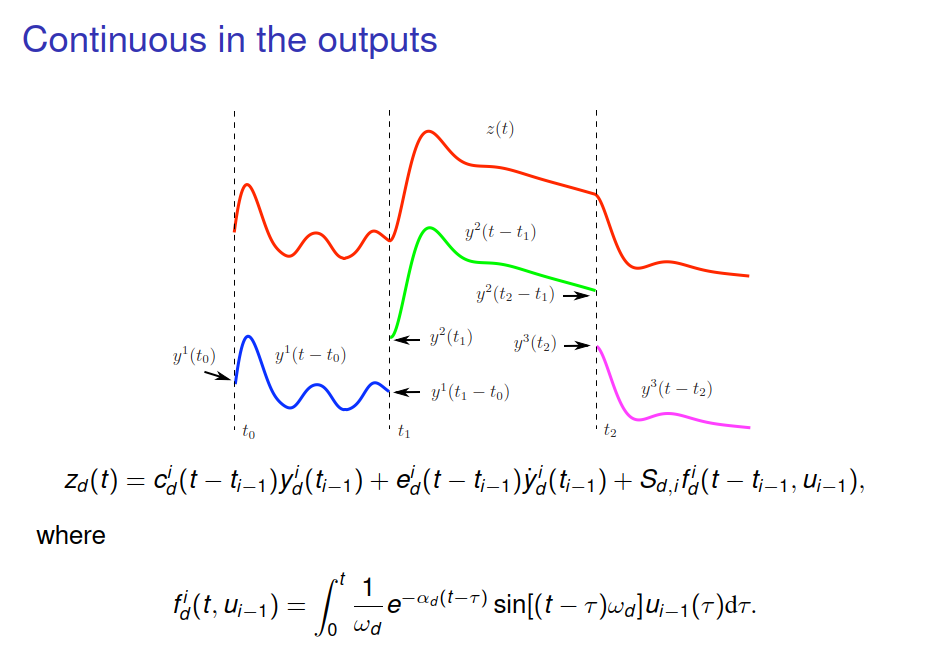 Continuous in the outputs
z(t)
y²(t − t₁)
y²(t₂ − t₁)
y²(t₁)
y³(t₂)
y¹(t₀)
y¹(t − t₀)
y¹(t₁ − t₀)
y³(t − t₂)
t₀
t₁
t₂
z_d(t) = c_d^i(t − t_{i−1})y_d^i(t_{i−1}) + e_d^i(t − t_{i−1})ẏ_d^i(t_{i−1}) + S_{d,i}f_d^i(t − t_{i−1}, u_{i−1}),
where
f_d^i(t, u_{i−1}) = ∫_0^t 1/ω_d e^{−α_d(t−τ)} sin[(t − τ)ω_d]u_{i−1}(τ)dτ.